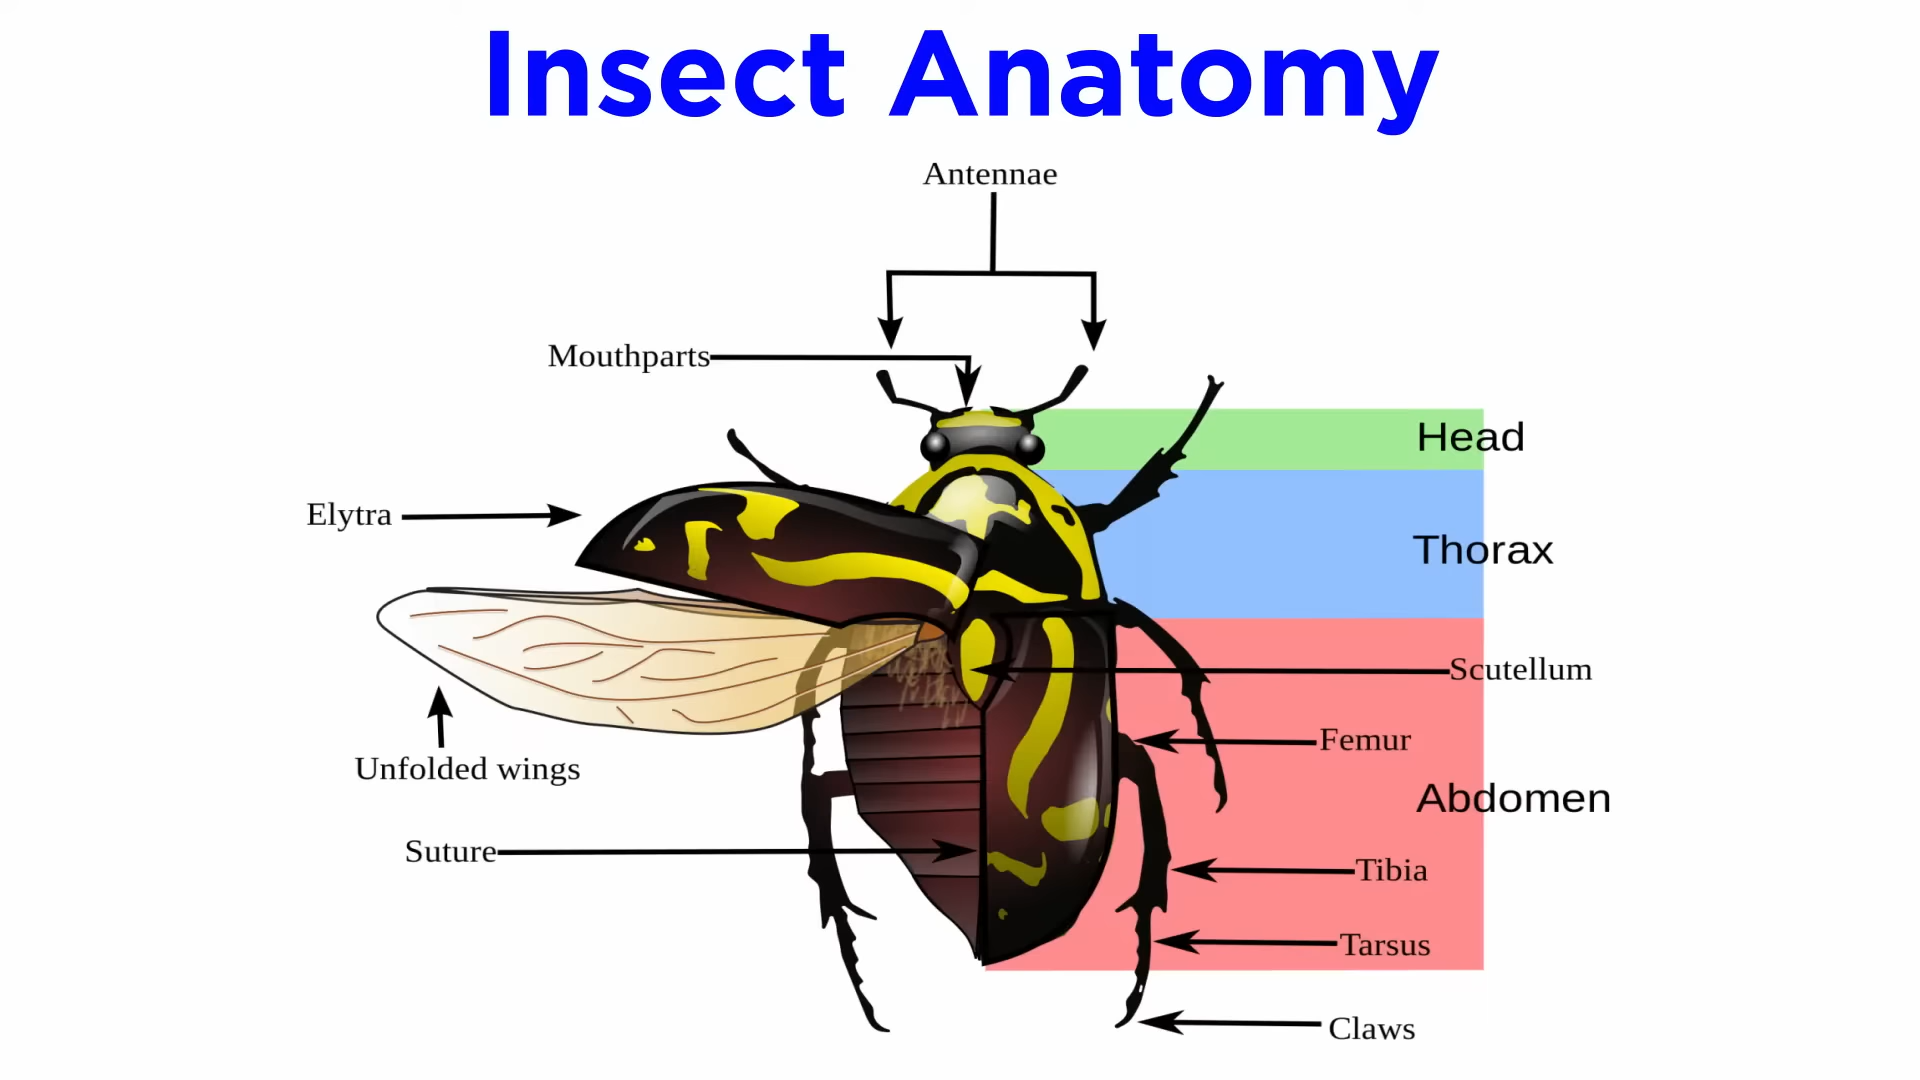 Insect Anatomy
Antennae
Mouthparts
Head
Elytra
Thorax
Scutellum
Femur
Unfolded wings
Abdomen
Suture
Tibia
Tarsus
Claws